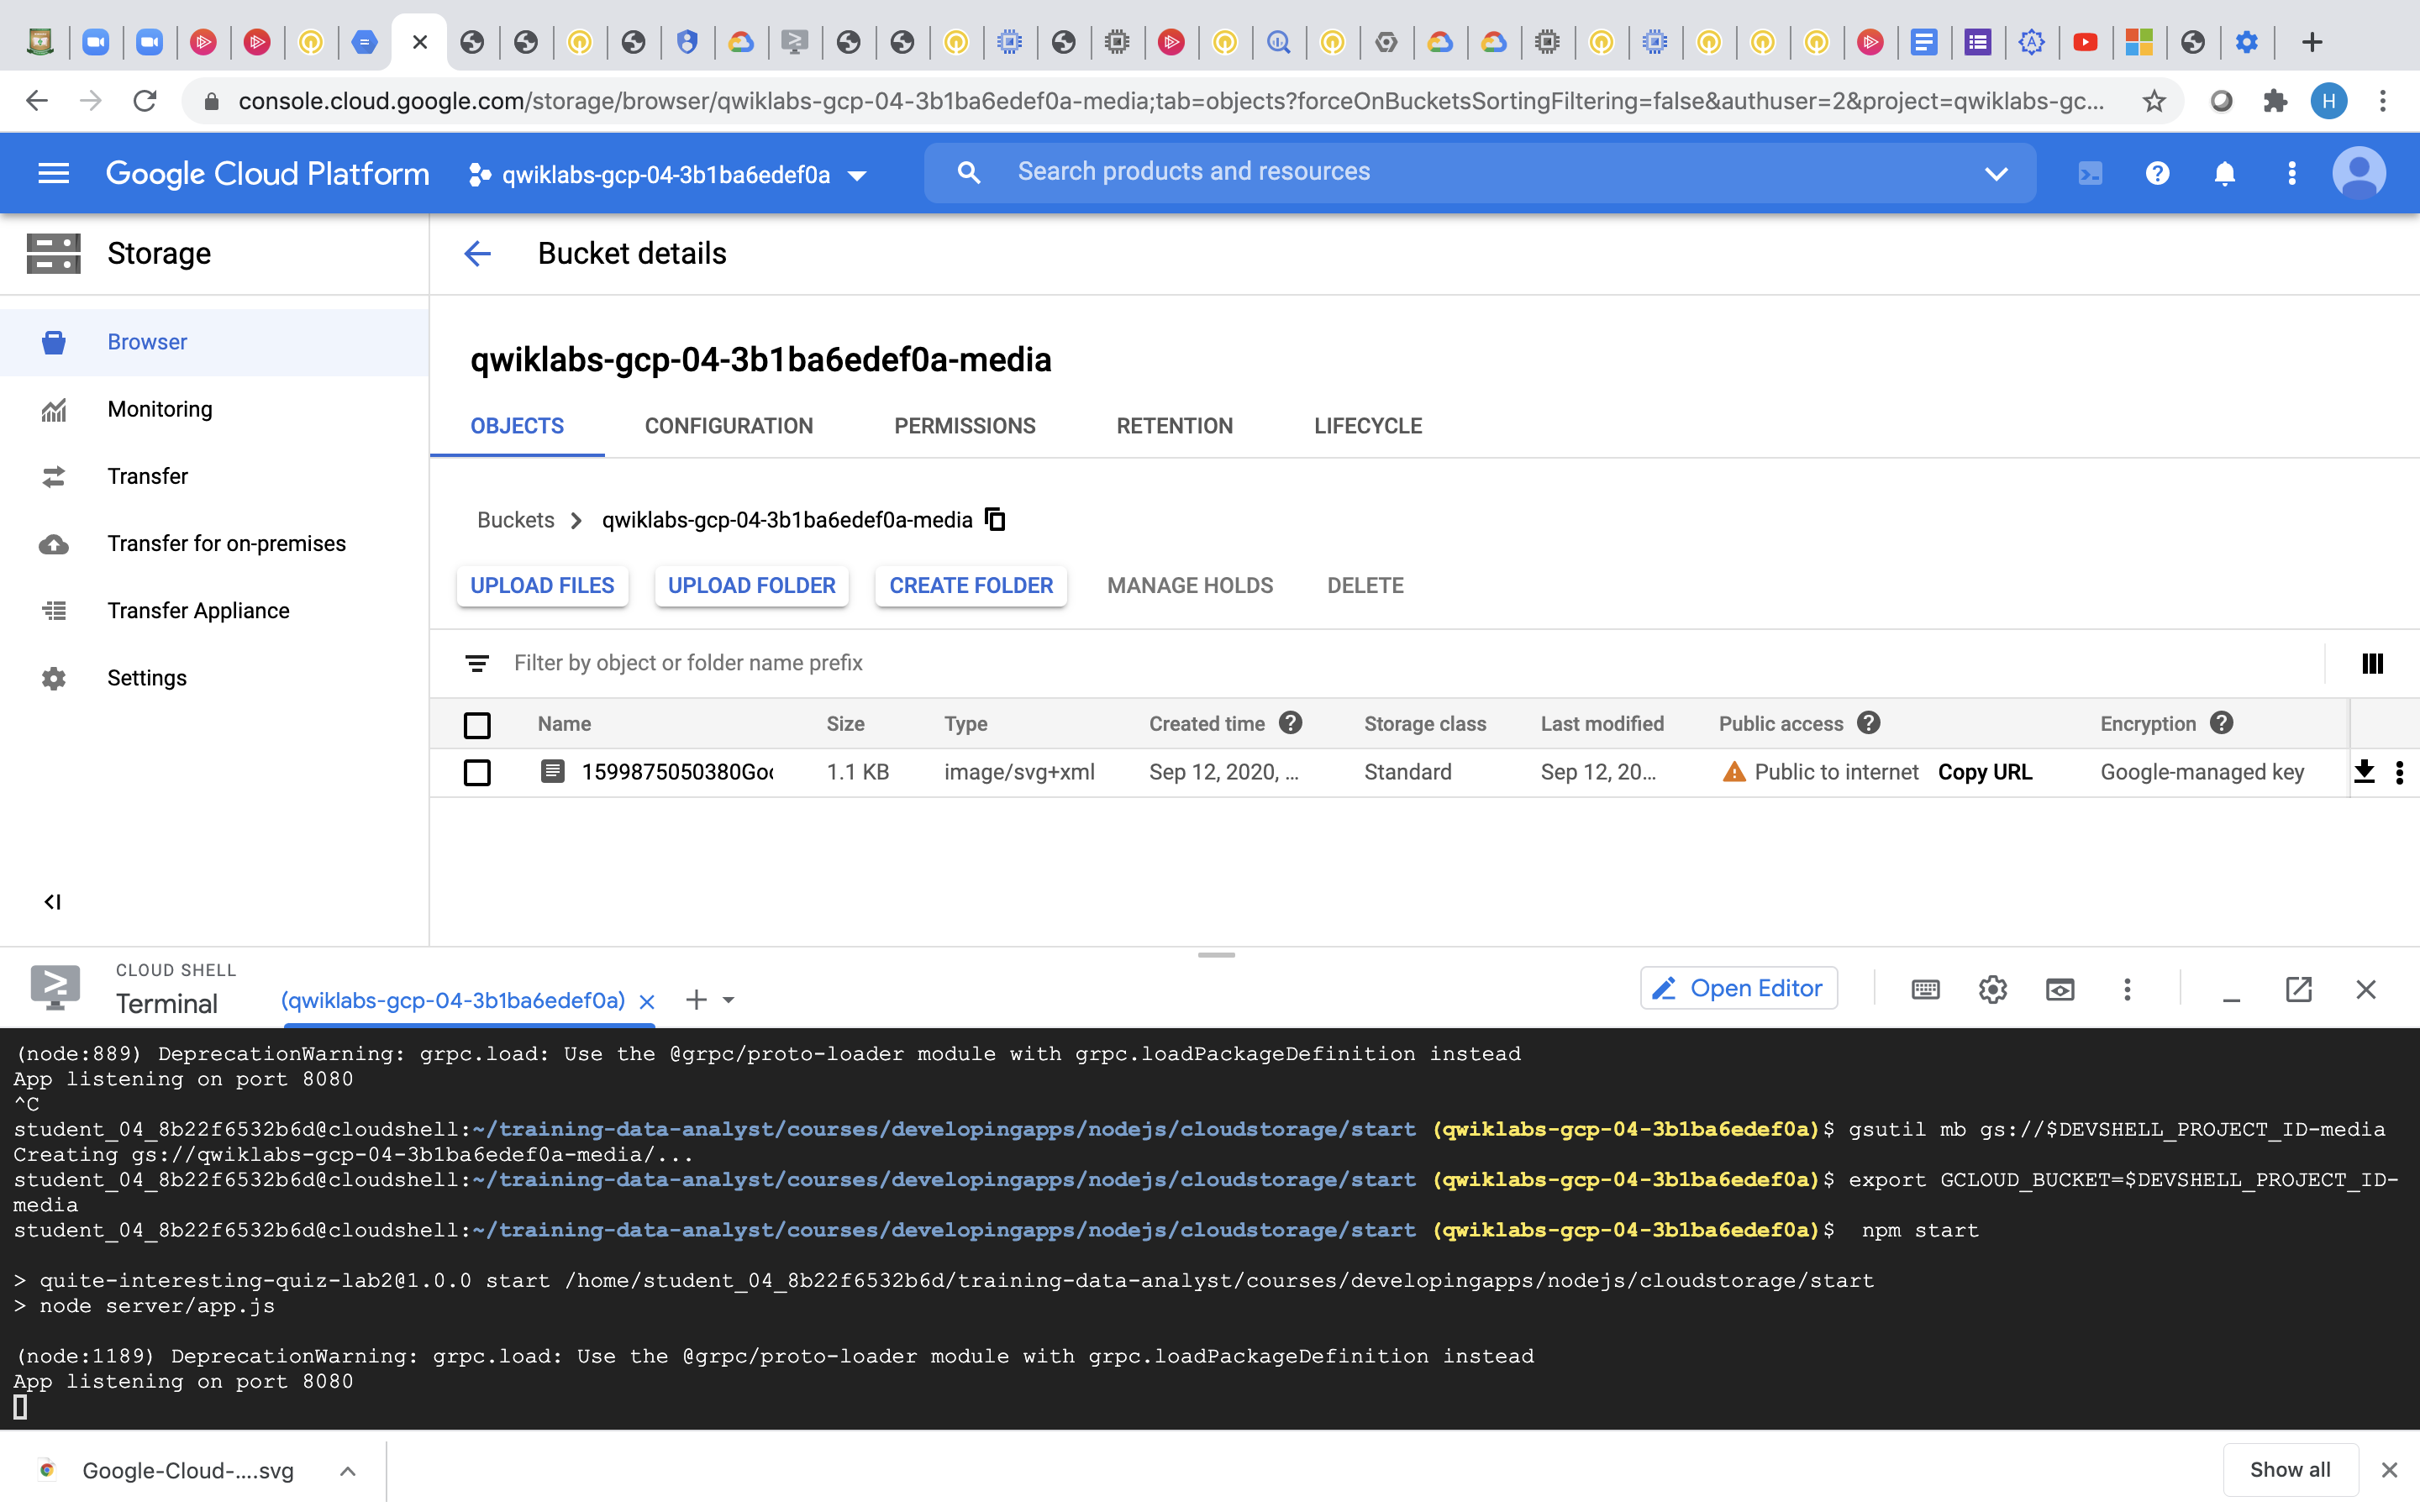 console.cloud.google.com/storage/browser/qwiklabs-gcp-04-3b1ba6edef0a-media;tab=objects?forceOnBucketsSortingFiltering=false&authuser=2&project=qwiklabs-gc...
H
Google Cloud Platform
qwiklabs-gcp-04-3b1ba6edef0a
Search products and resources
Storage
Bucket details
Browser
Monitoring
Transfer
Transfer for on-premises
Transfer Appliance
Settings
qwiklabs-gcp-04-3b1ba6edef0a-media
OBJECTS CONFIGURATION PERMISSIONS RETENTION LIFECYCLE
Buckets > qwiklabs-gcp-04-3b1ba6edef0a-media
UPLOAD FILES UPLOAD FOLDER CREATE FOLDER MANAGE HOLDS DELETE
Filter by object or folder name prefix
Name Size Type Created time Storage class Last modified Public access Encryption
1599875050380Goo 1.1 KB image/svg+xml Sep 12, 2020, ... Standard Sep 12, 20... Public to internet Copy URL Google-managed key
CLOUD SHELL
Terminal
(qwiklabs-gcp-04-3b1ba6edef0a)
Open Editor
(node:889) DeprecationWarning: grpc.load: Use the @grpc/proto-loader module with grpc.loadPackageDefinition instead
App listening on port 8080
^C
student_04_8b22f6532b6d@cloudshell:~/training-data-analyst/courses/developingapps/nodejs/cloudstorage/start (qwiklabs-gcp-04-3b1ba6edef0a)$ gsutil mb gs://$DEVSHELL_PROJECT_ID-media
Creating gs://qwiklabs-gcp-04-3b1ba6edef0a-media/...
student_04_8b22f6532b6d@cloudshell:~/training-data-analyst/courses/developingapps/nodejs/cloudstorage/start (qwiklabs-gcp-04-3b1ba6edef0a)$ export GCLOUD_BUCKET=$DEVSHELL_PROJECT_ID-
media
student_04_8b22f6532b6d@cloudshell:~/training-data-analyst/courses/developingapps/nodejs/cloudstorage/start (qwiklabs-gcp-04-3b1ba6edef0a)$  npm start
> quite-interesting-quiz-lab2@1.0.0 start /home/student_04_8b22f6532b6d/training-data-analyst/courses/developingapps/nodejs/cloudstorage/start
> node server/app.js
(node:1189) DeprecationWarning: grpc.load: Use the @grpc/proto-loader module with grpc.loadPackageDefinition instead
App listening on port 8080
Google-Cloud-....svg
Show all